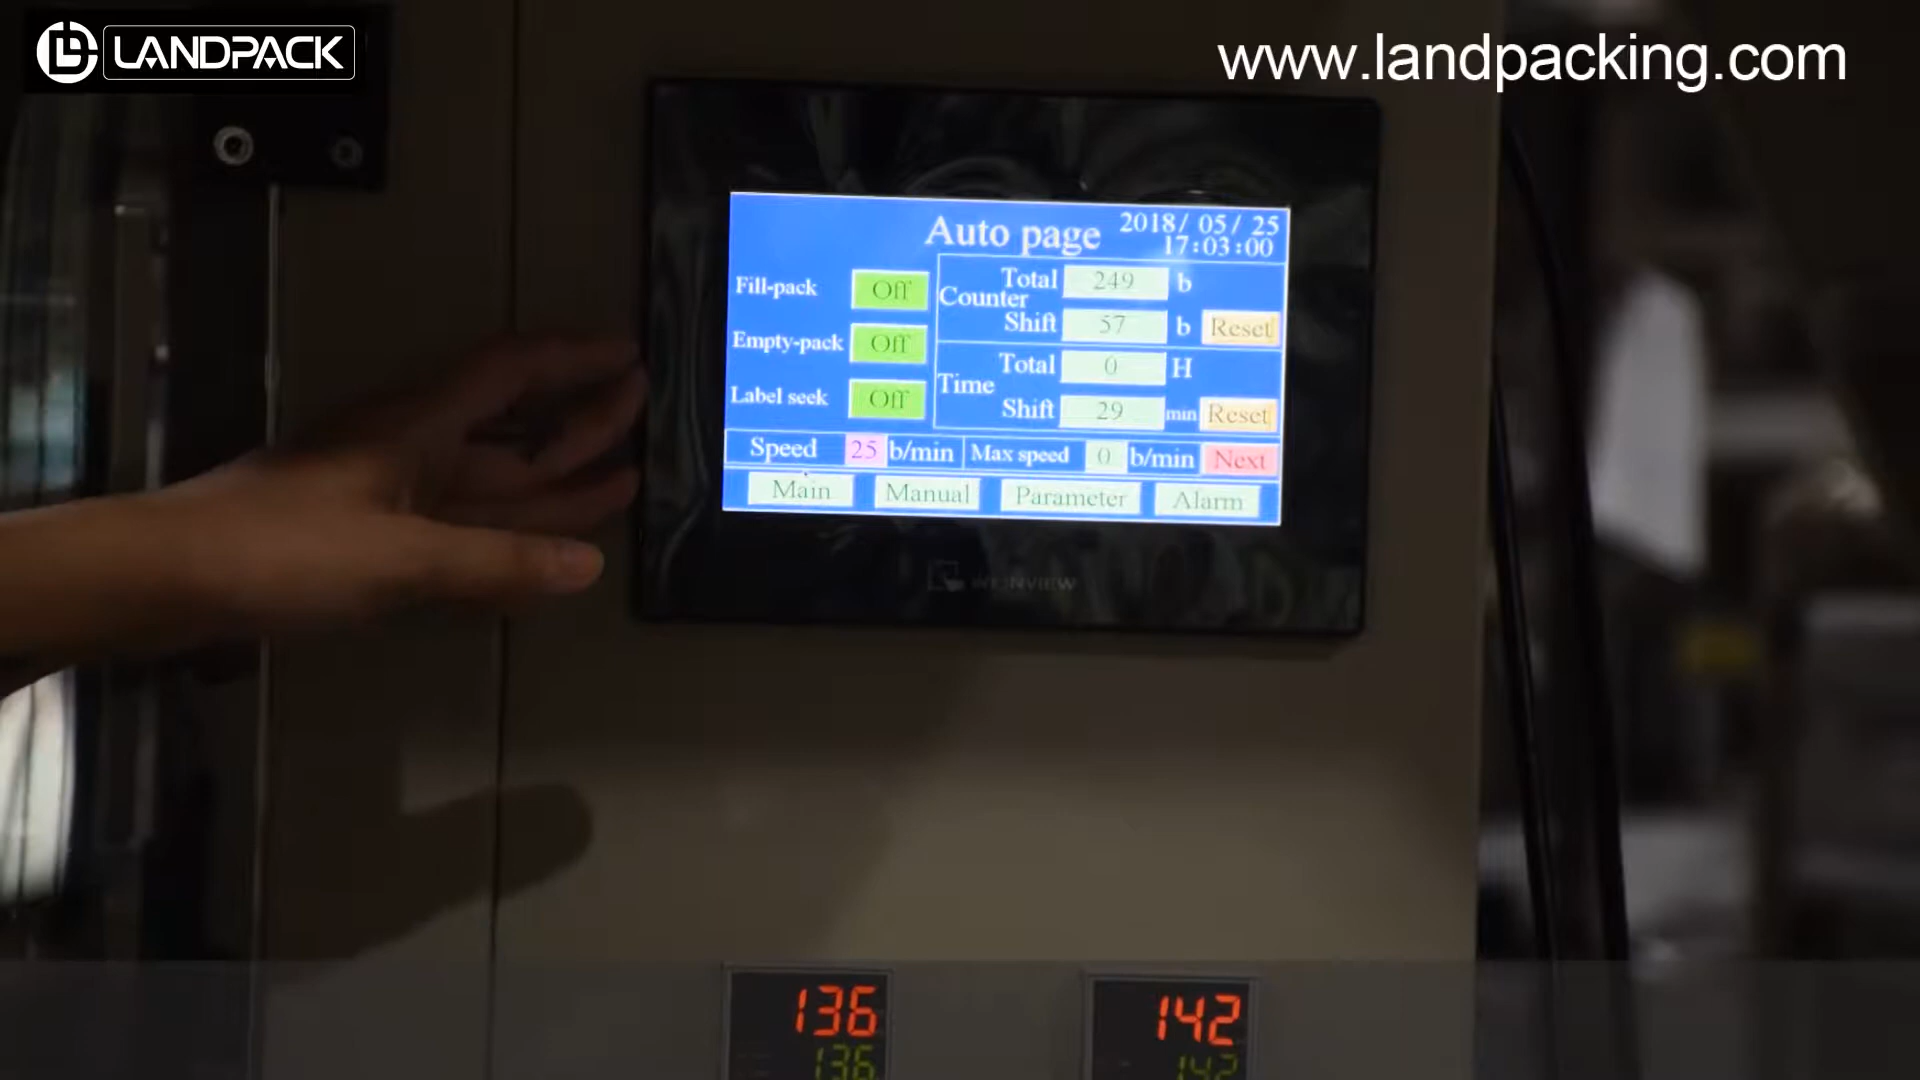 LANDPACK
www.landpacking.com
Auto page
2018/ 05/ 25
17:03:00
Fill-pack Off
Empty-pack Off
Label seek Off
Counter
Total 249 b
Shift 57 b Reset
Time
Total 0 H
Shift 29 min Reset
Speed 25 b/min Max speed 0 b/min Next
Main Manual Parameter Alarm
WEINVIEW
136
136
142
142